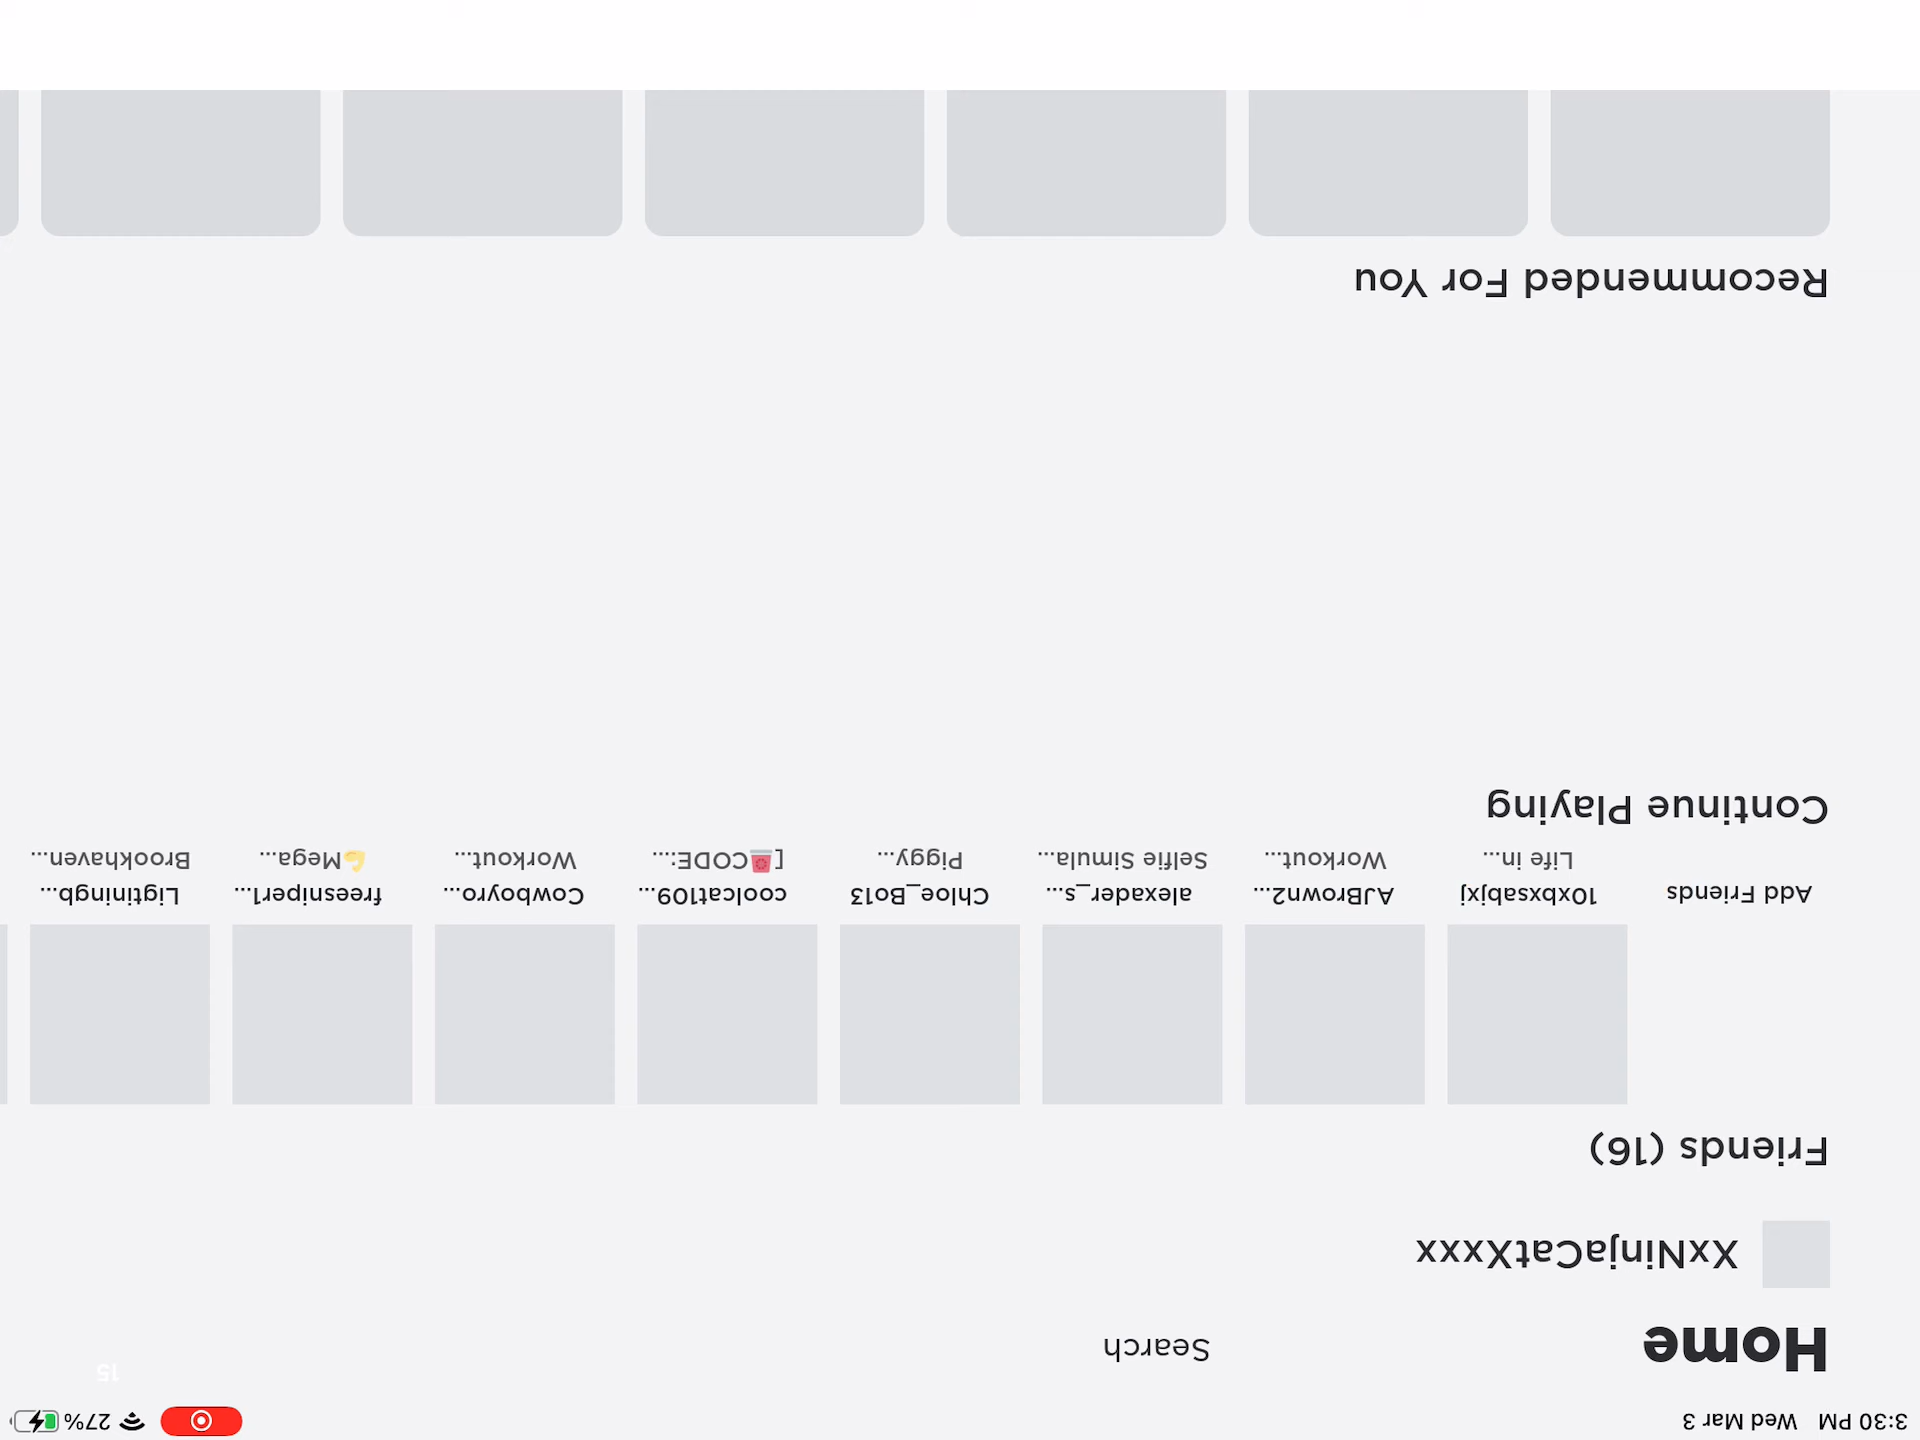 3:30 PM Wed Mar 3
27%
15
Home
Search
XxNinjaCatXxxx
Friends (16)
Add Friends
10xbxsabjxj
Life in...
AJBrown2...
Workout...
alexader_s...
Selfie Simula...
Chloe_Bo13
Piggy...
coolcat109...
[CODE:...
Cowboyro...
Workout...
freesniper1...
Mega...
Ligtiningb...
Brookhaven...
Continue Playing
Recommended For You